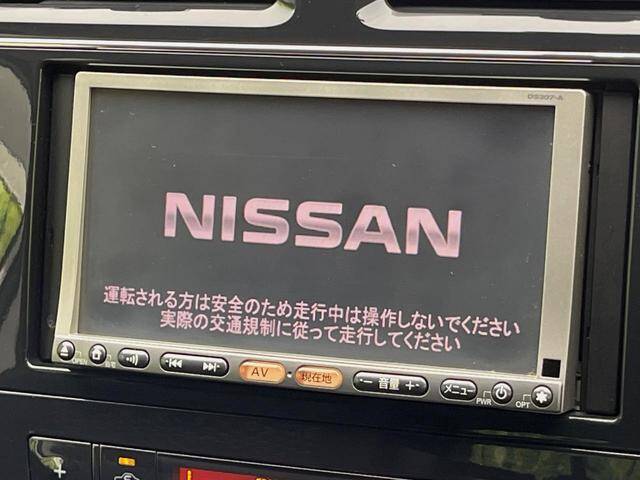 DS307-A
NISSAN
運転される方は安全のため走行中は操作しないでください
実際の交通規制に従って走行してください
AV
現在地
- 音量 +
メニュー
PWR
OPT